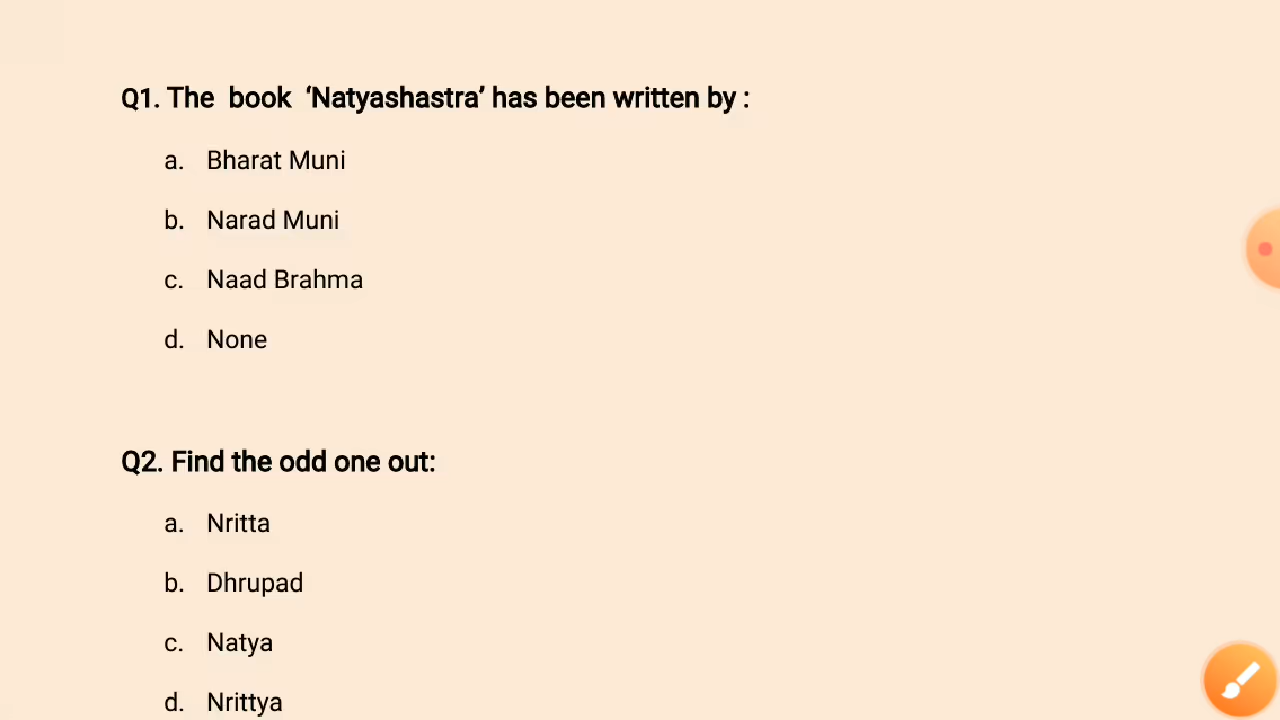 Q1. The book ‘Natyashastra’ has been written by :
a. Bharat Muni
b. Narad Muni
c. Naad Brahma
d. None
Q2. Find the odd one out:
a. Nritta
b. Dhrupad
c. Natya
d. Nrittya